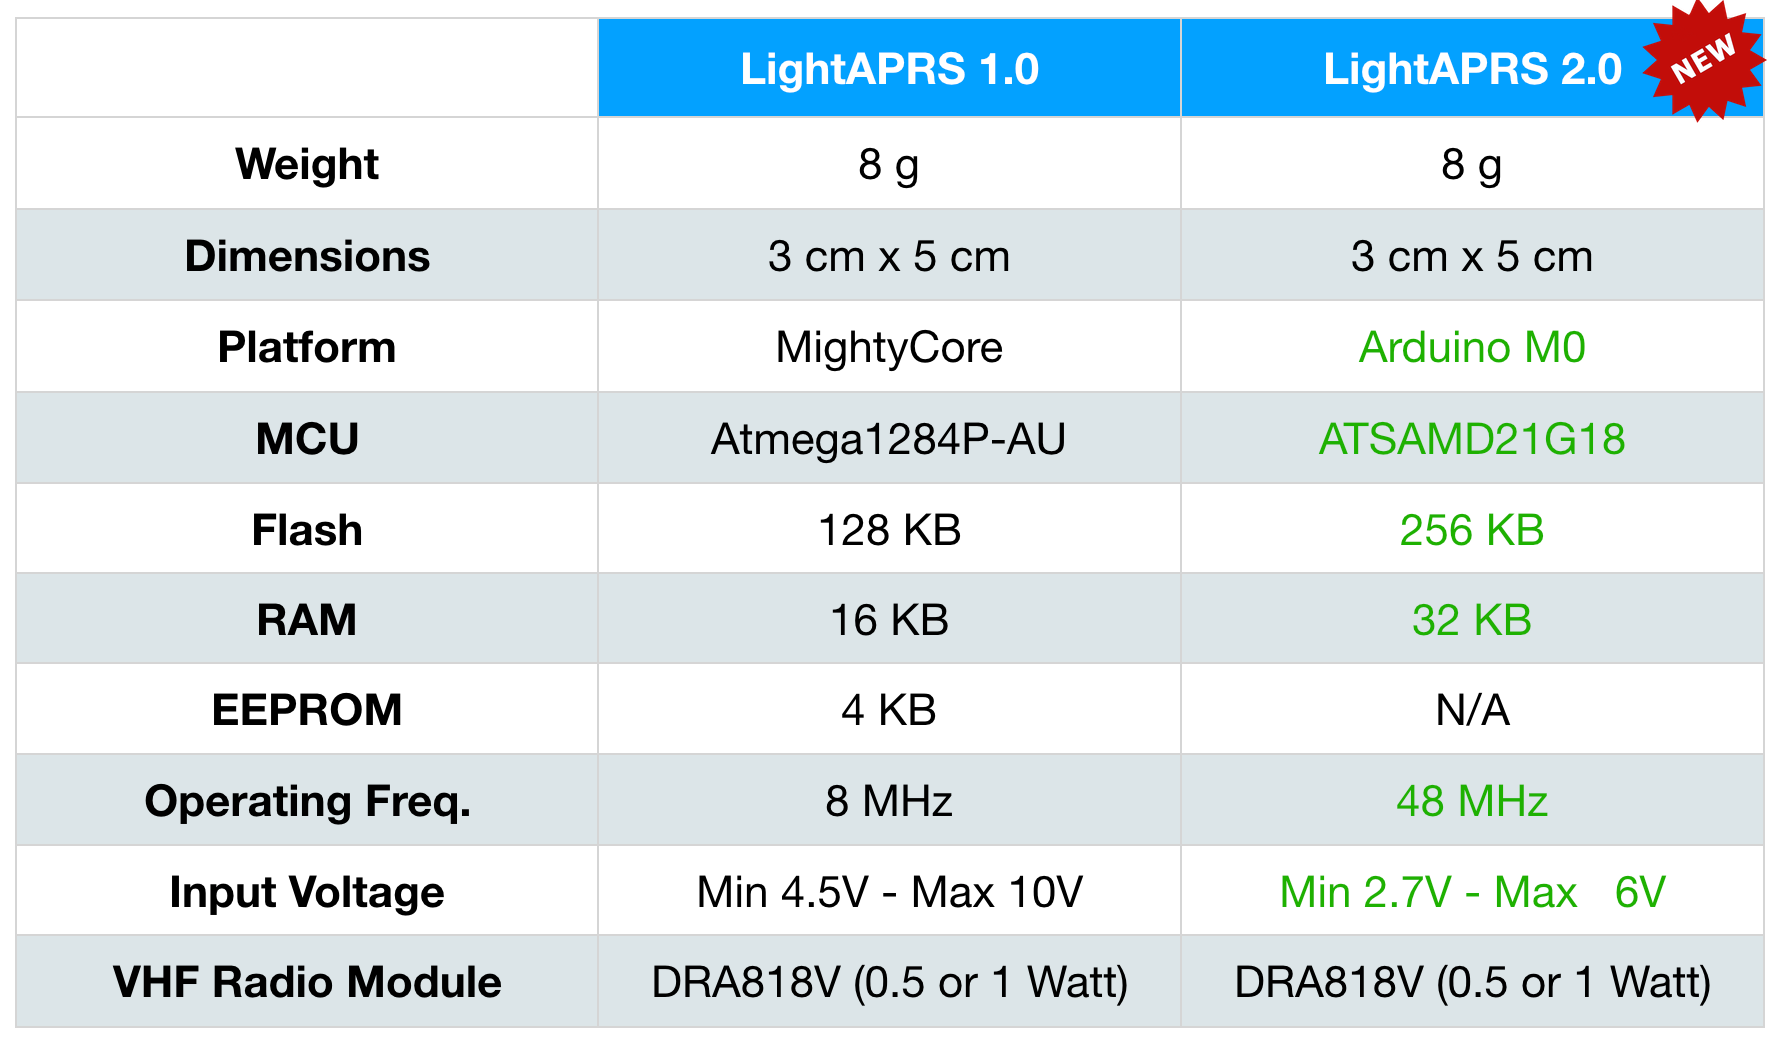 LightAPRS 1.0 LightAPRS 2.0 NEW
Weight 8 g 8 g
Dimensions 3 cm x 5 cm 3 cm x 5 cm
Platform MightyCore Arduino M0
MCU Atmega1284P-AU ATSAMD21G18
Flash 128 KB 256 KB
RAM 16 KB 32 KB
EEPROM 4 KB N/A
Operating Freq. 8 MHz 48 MHz
Input Voltage Min 4.5V - Max 10V Min 2.7V - Max 6V
VHF Radio Module DRA818V (0.5 or 1 Watt) DRA818V (0.5 or 1 Watt)